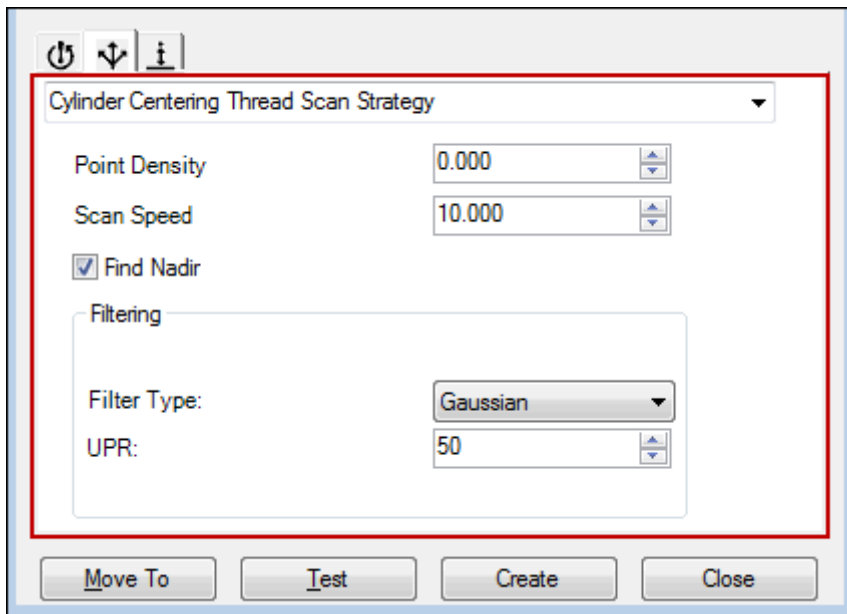 Cylinder Centering Thread Scan Strategy
Point Density 0.000
Scan Speed 10.000
Find Nadir
Filtering
Filter Type: Gaussian
UPR: 50
Move To Test Create Close